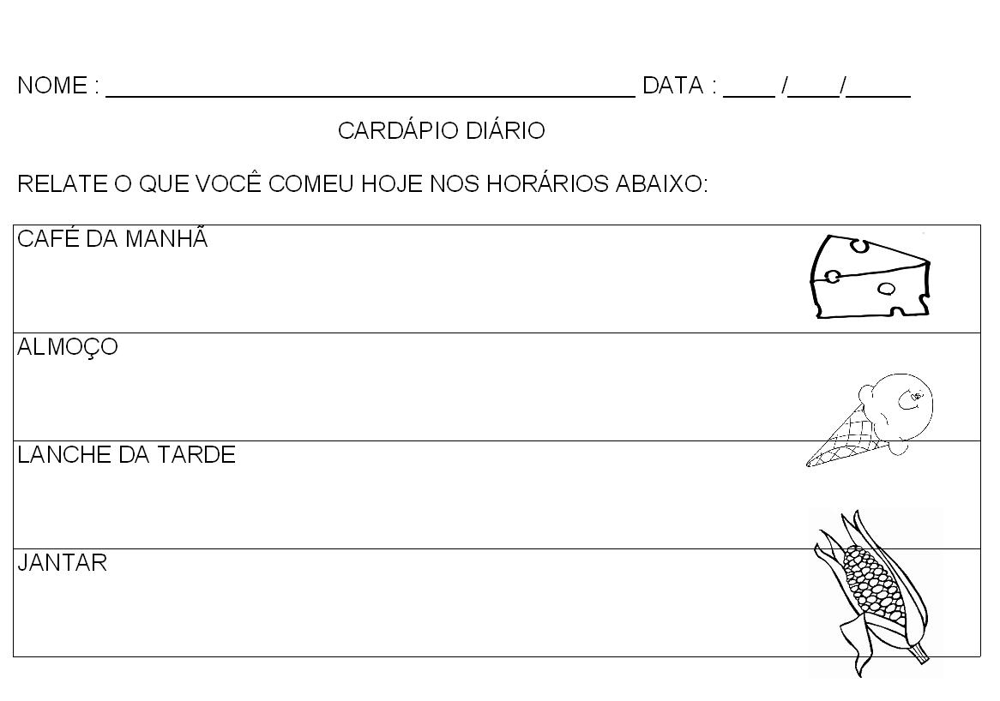 NOME : ________________________________________ DATA : ____ /____/_____
CARDÁPIO DIÁRIO
RELATE O QUE VOCÊ COMEU HOJE NOS HORÁRIOS ABAIXO:
CAFÉ DA MANHÃ
ALMOÇO
LANCHE DA TARDE
JANTAR